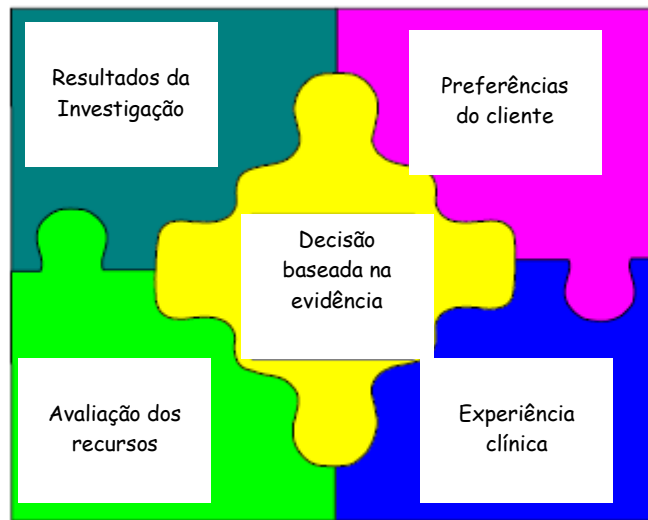 Resultados da
Investigação
Preferências
do cliente
Decisão
baseada na
evidência
Avaliação dos
recursos
Experiência
clínica